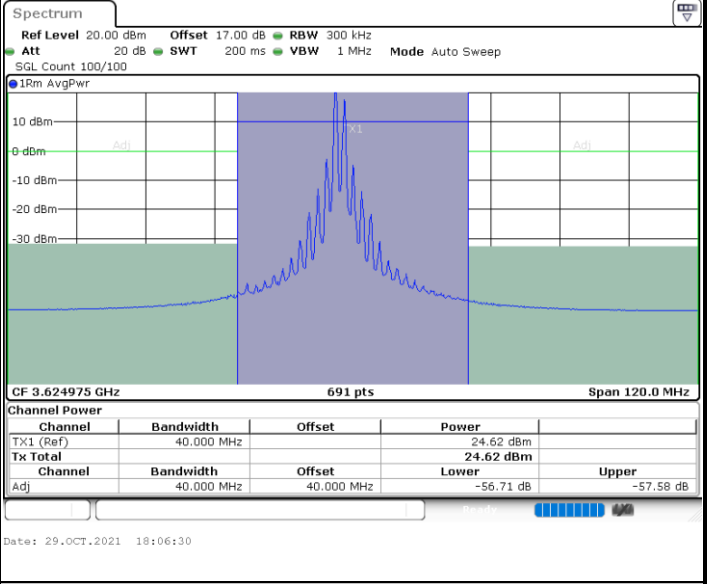 Spectrum
Ref Level 20.00 dBm Offset 17.00 dB RBW 300 kHz
Att 20 dB SWT 200 ms VBW 1 MHz Mode Auto Sweep
SGL Count 100/100
1Rm AvgPwr
10 dBm
X1
Adj
Adj
0 dBm
-10 dBm
-20 dBm
-30 dBm
CF 3.624975 GHz 691 pts Span 120.0 MHz
Channel Power
Channel Bandwidth Offset Power
TX1 (Ref) 40.000 MHz 24.62 dBm
Tx Total 24.62 dBm
Channel Bandwidth Offset Lower Upper
Adj 40.000 MHz 40.000 MHz -56.71 dB -57.58 dB
Ready
Date: 29.OCT.2021 18:06:30